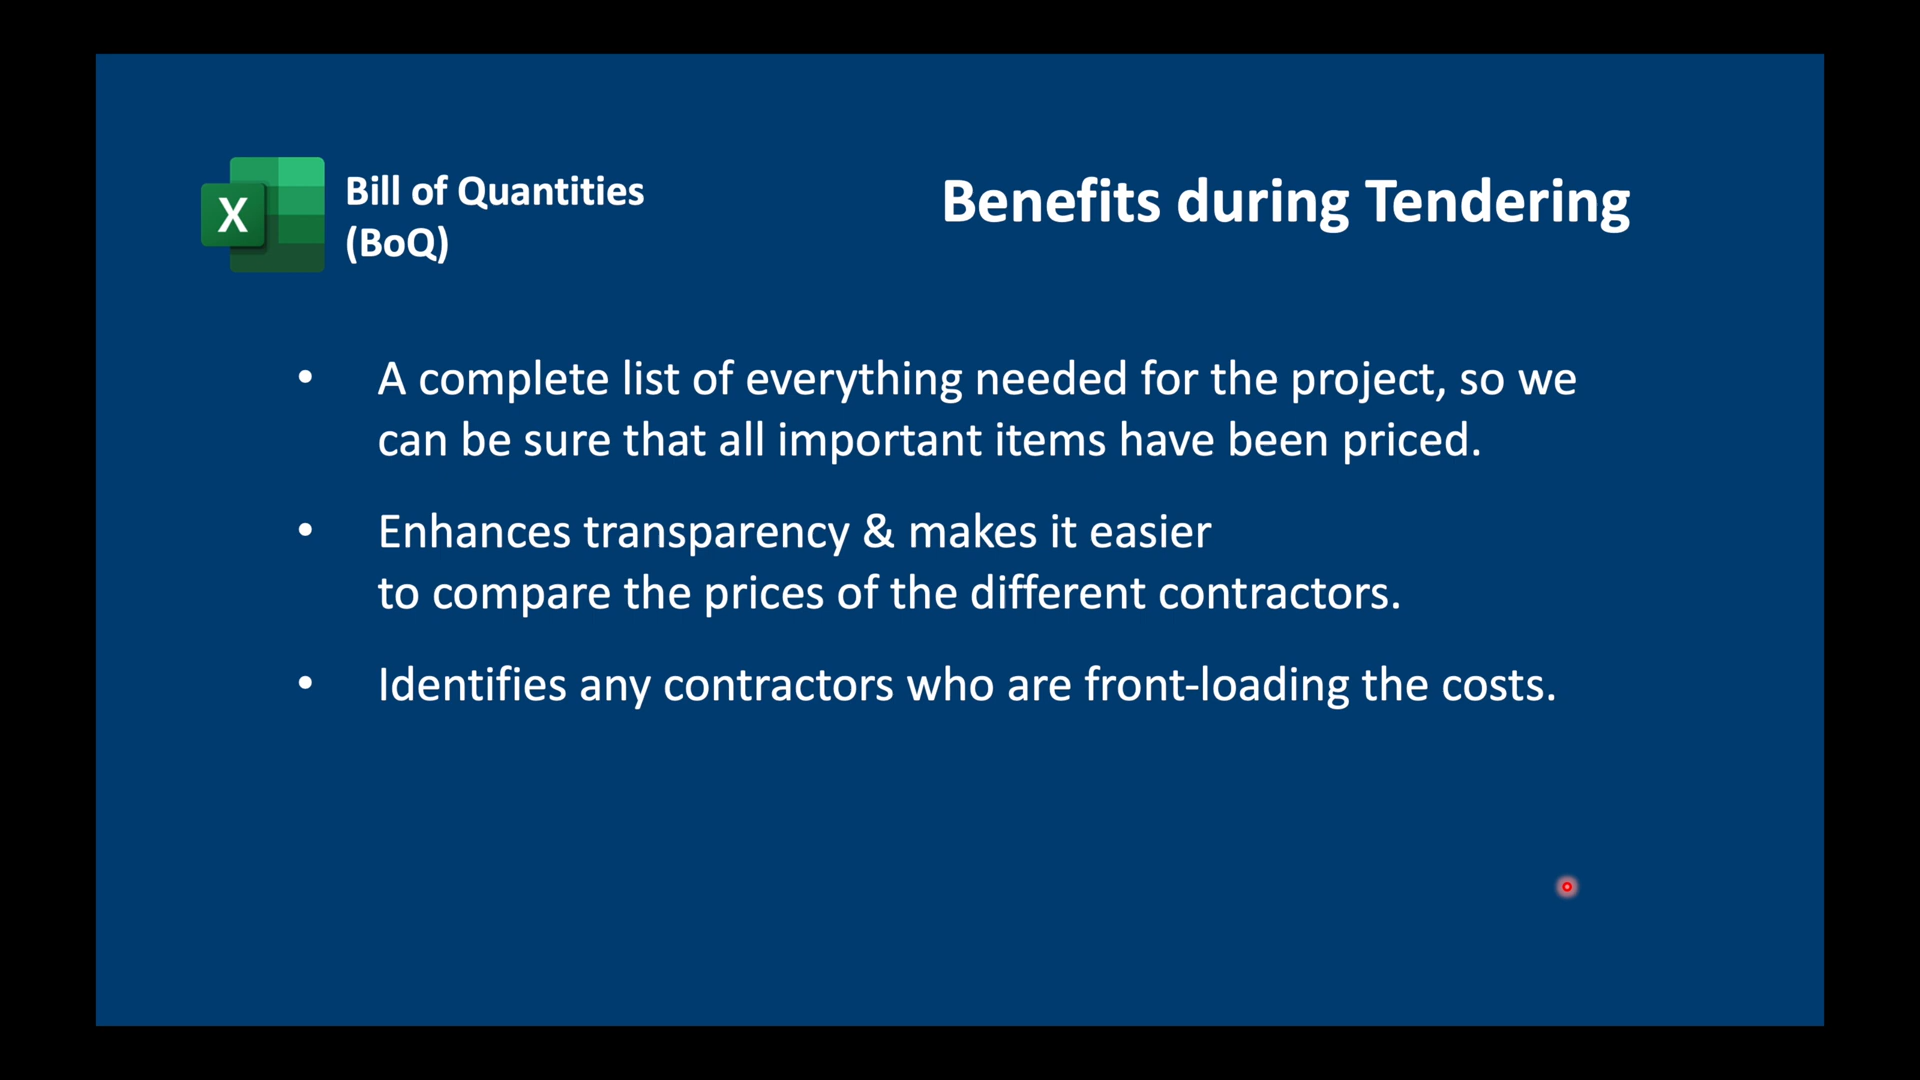 X
Bill of Quantities
(BoQ)
Benefits during Tendering
• A complete list of everything needed for the project, so we
can be sure that all important items have been priced.
• Enhances transparency & makes it easier
to compare the prices of the different contractors.
• Identifies any contractors who are front-loading the costs.